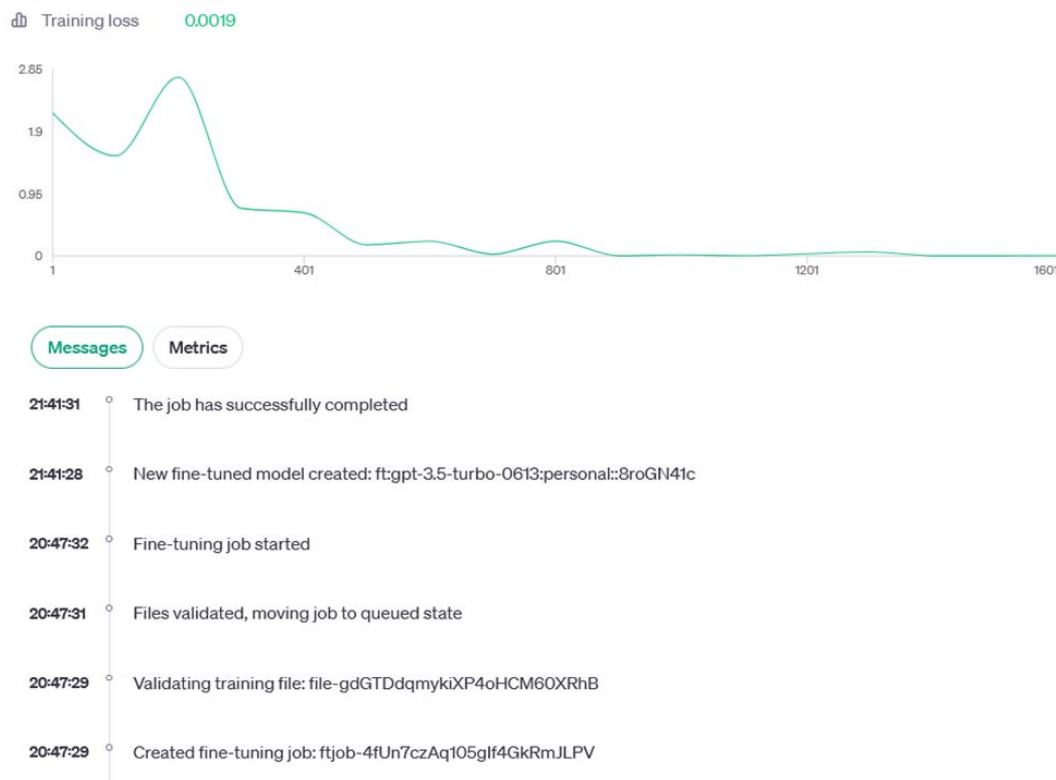 Training loss 0.0019
2.85
1.9
0.95
0
1 401 801 1201 1601
Messages Metrics
21:41:31 The job has successfully completed
21:41:28 New fine-tuned model created: ft:gpt-3.5-turbo-0613:personal::8roGN41c
20:47:32 Fine-tuning job started
20:47:31 Files validated, moving job to queued state
20:47:29 Validating training file: file-gdGTDdqmykiXP4oHCM60XRhB
20:47:29 Created fine-tuning job: ftjob-4fUn7czAq105glf4GkRmJLPV